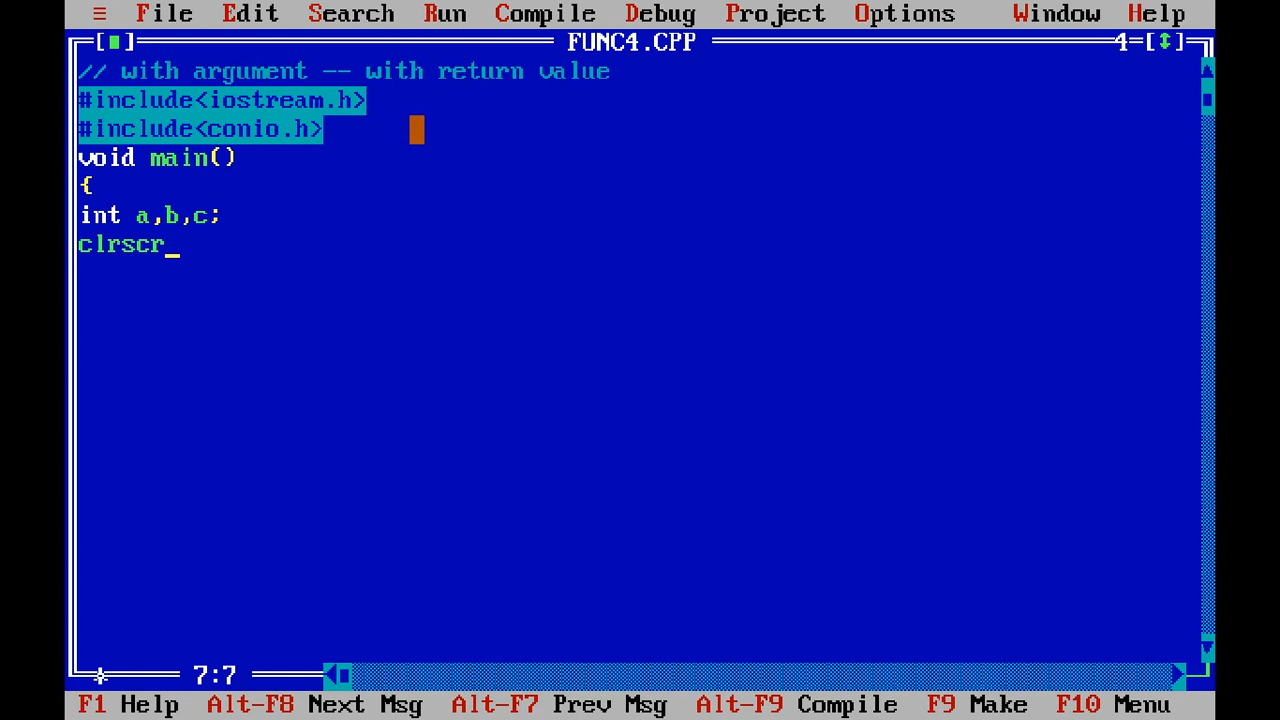 ≡ File Edit Search Run Compile Debug Project Options Window Help
[■] FUNC4.CPP 4=[↕]
// with argument -- with return value
#include<iostream.h>
#include<conio.h>
void main()
{
int a,b,c;
clrscr_
7:7
F1 Help Alt-F8 Next Msg Alt-F7 Prev Msg Alt-F9 Compile F9 Make F10 Menu